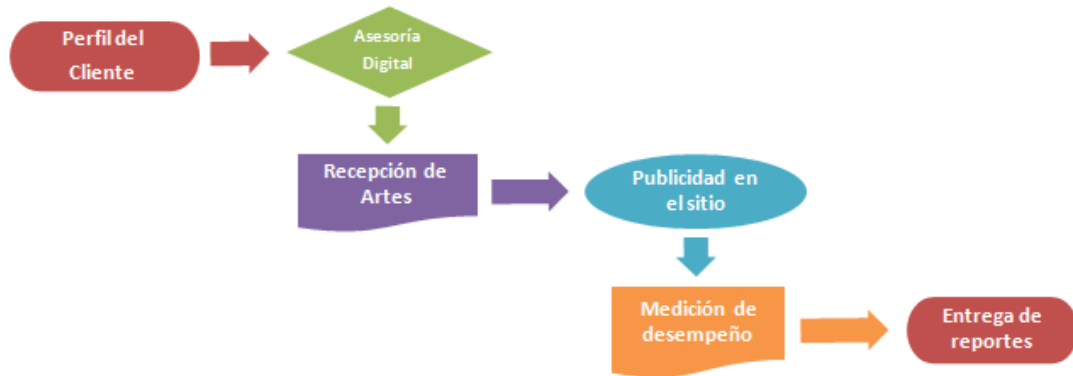 Perfil del
Cliente
Asesoría
Digital
Recepción de
Artes
Publicidad en
el sitio
Medición de
desempeño
Entrega de
reportes